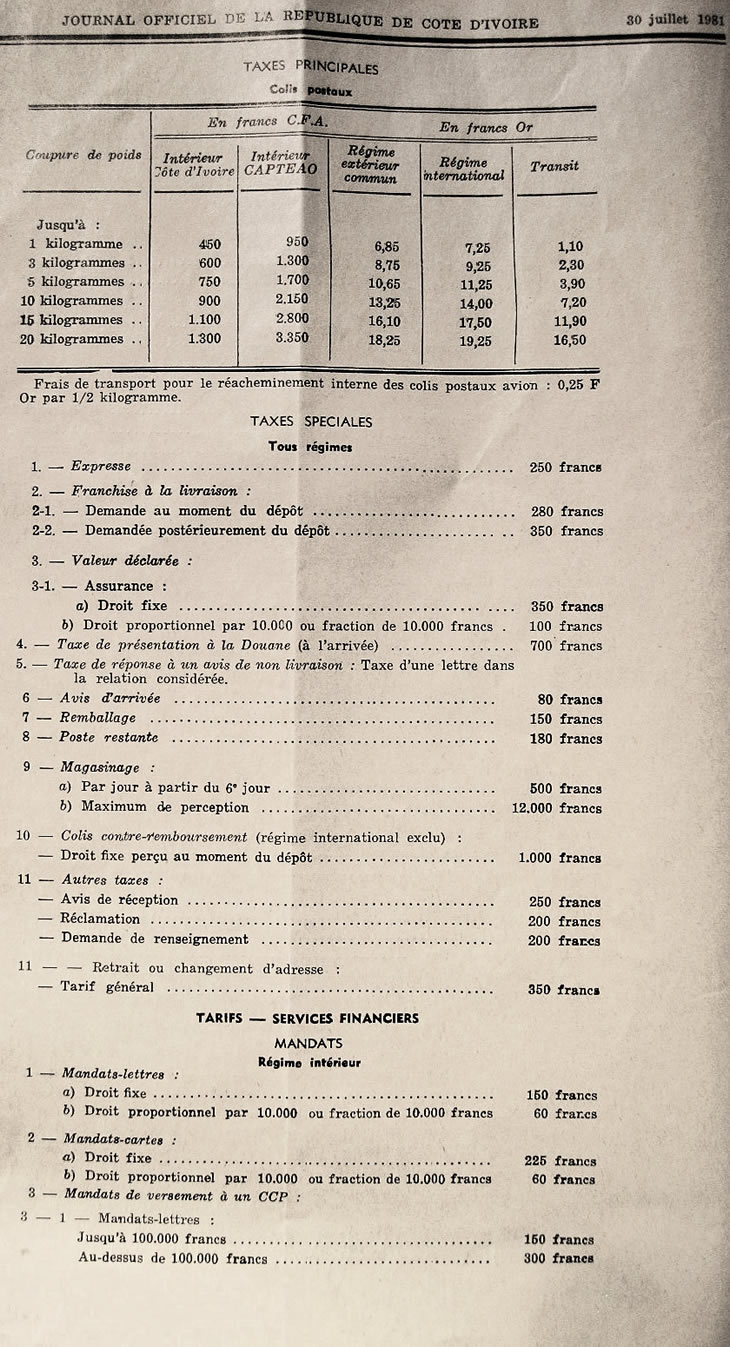 JOURNAL OFFICIEL DE LA REPUBLIQUE DE COTE D'IVOIRE 30 juillet 1981
TAXES PRINCIPALES
Colis postaux
En francs C.F.A. En francs Or
Coupure de poids Intérieur Côte d'Ivoire Intérieur CAPTEAO Régime extérieur commun Régime international Transit
Jusqu'à :
1 kilogramme .. 450 950 6,85 7,25 1,10
3 kilogrammes .. 600 1.300 8,75 9,25 2,30
5 kilogrammes .. 750 1.700 10,65 11,25 3,90
10 kilogrammes .. 900 2.150 13,25 14,00 7,20
15 kilogrammes .. 1.100 2.800 16,10 17,50 11,90
20 kilogrammes .. 1.300 3.350 18,25 19,25 16,50
Frais de transport pour le réacheminement interne des colis postaux avion : 0,25 F
Or par 1/2 kilogramme.
TAXES SPECIALES
Tous régimes
1. — Expresse ........ 250 francs
2. — Franchise à la livraison :
2-1. — Demande au moment du dépôt ........ 280 francs
2-2. — Demandée postérieurement du dépôt ........ 350 francs
3. — Valeur déclarée :
3-1. — Assurance :
a) Droit fixe ........ 350 francs
b) Droit proportionnel par 10.000 ou fraction de 10.000 francs . 100 francs
4. — Taxe de présentation à la Douane (à l'arrivée) ........ 700 francs
5. — Taxe de réponse à un avis de non livraison : Taxe d'une lettre dans
la relation considérée.
6 — Avis d'arrivée ........ 80 francs
7 — Remballage ........ 150 francs
8 — Poste restante ........ 180 francs
9 — Magasinage :
a) Par jour à partir du 6e jour ........ 500 francs
b) Maximum de perception ........ 12.000 francs
10 — Colis contre-remboursement (régime international exclu) :
— Droit fixe perçu au moment du dépôt ........ 1.000 francs
11 — Autres taxes :
— Avis de réception ........ 250 francs
— Réclamation ........ 200 francs
— Demande de renseignement ........ 200 francs
11 — — Retrait ou changement d'adresse :
— Tarif général ........ 350 francs
TARIFS — SERVICES FINANCIERS
MANDATS
Régime intérieur
1 — Mandats-lettres :
a) Droit fixe ........ 150 francs
b) Droit proportionnel par 10.000 ou fraction de 10.000 francs 60 francs
2 — Mandats-cartes :
a) Droit fixe ........ 225 francs
b) Droit proportionnel par 10.000 ou fraction de 10.000 francs 60 francs
3 — Mandats de versement à un CCP :
3 — 1 — Mandats-lettres :
Jusqu'à 100.000 francs ........ 150 francs
Au-dessus de 100.000 francs ........ 300 francs